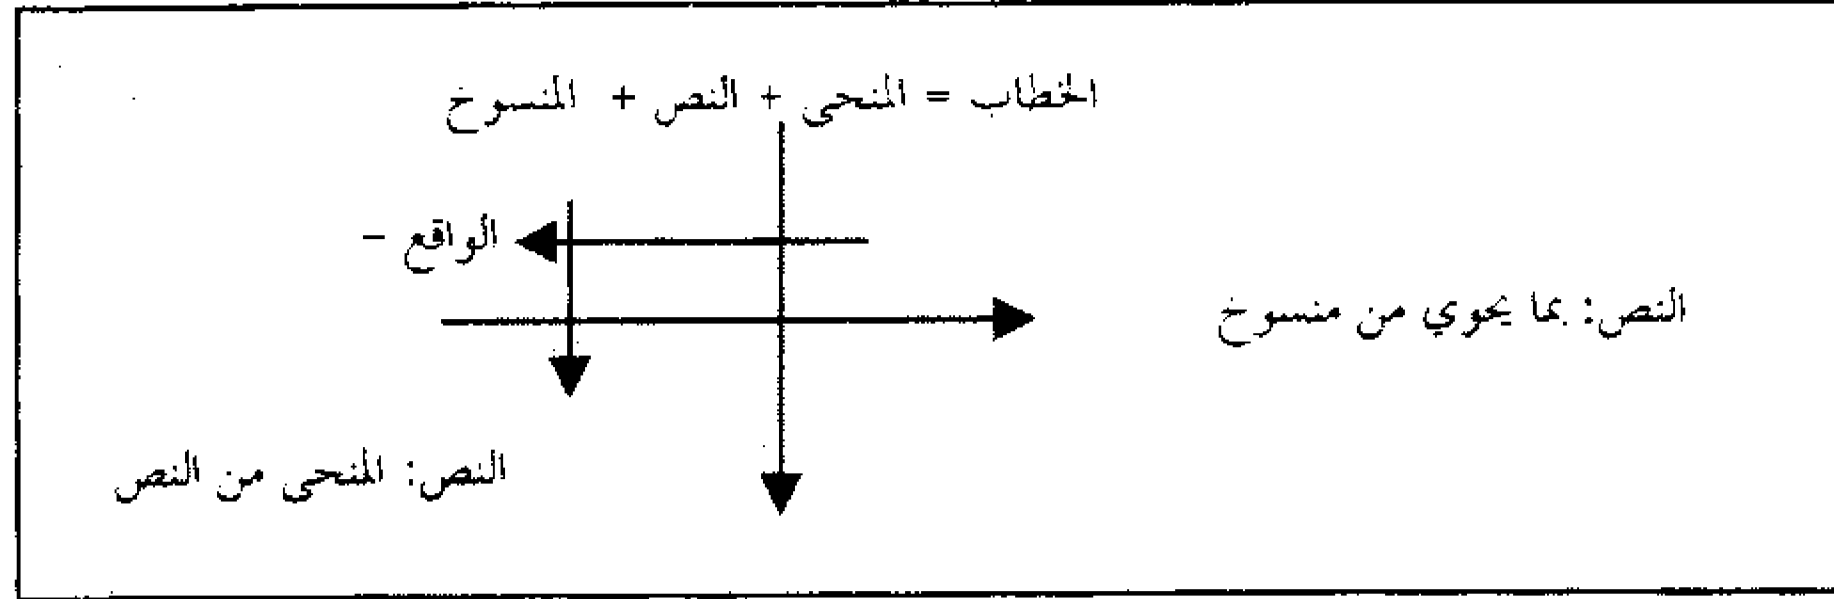 الخطاب = المنحى + النص + المنسوخ
الواقع -
النص: بما يحوي من منسوخ
النص: المنحى من النص